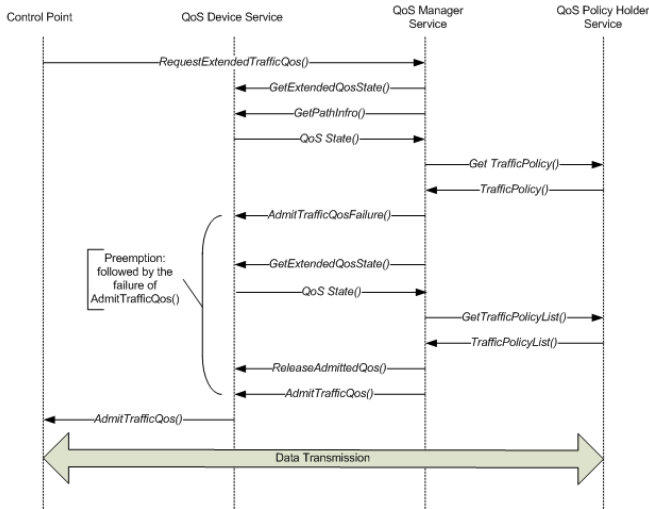 Control Point
QoS Device Service
QoS Manager
Service
QoS Policy Holder
Service
RequestExtendedTrafficQos()
GetExtendedQosState()
GetPathInfro()
QoS State()
Get TrafficPolicy()
TrafficPolicy()
AdmitTrafficQosFailure()
Preemption:
followed by the
failure of
AdmitTrafficQos()
GetExtendedQosState()
QoS State()
GetTrafficPolicyList()
TrafficPolicyList()
ReleaseAdmittedQos()
AdmitTrafficQos()
AdmitTrafficQos()
Data Transmission